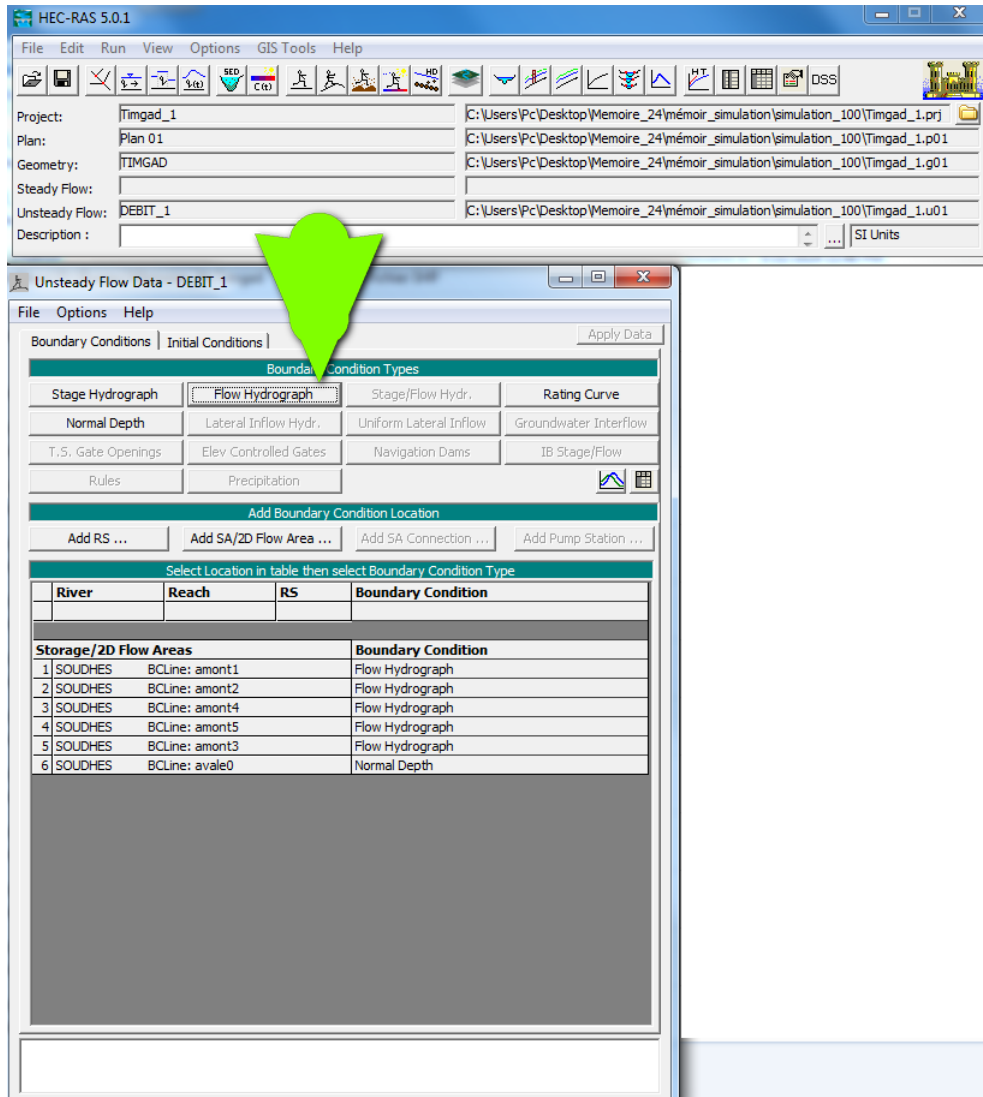 HEC-RAS 5.0.1
File Edit Run View Options GIS Tools Help
SED C(t) HD HT DSS
Project: Timgad_1 C:\Users\Pc\Desktop\Memoire_24\mémoir_simulation\simulation_100\Timgad_1.prj
Plan: Plan 01 C:\Users\Pc\Desktop\Memoire_24\mémoir_simulation\simulation_100\Timgad_1.p01
Geometry: TIMGAD C:\Users\Pc\Desktop\Memoire_24\mémoir_simulation\simulation_100\Timgad_1.g01
Steady Flow:
Unsteady Flow: DEBIT_1 C:\Users\Pc\Desktop\Memoire_24\mémoir_simulation\simulation_100\Timgad_1.u01
Description : ... SI Units
Unsteady Flow Data - DEBIT_1
File Options Help
Boundary Conditions Initial Conditions Apply Data
Boundary Condition Types
Stage Hydrograph Flow Hydrograph Stage/Flow Hydr. Rating Curve
Normal Depth Lateral Inflow Hydr. Uniform Lateral Inflow Groundwater Interflow
T.S. Gate Openings Elev Controlled Gates Navigation Dams IB Stage/Flow
Rules Precipitation
Add Boundary Condition Location
Add RS ... Add SA/2D Flow Area ... Add SA Connection ... Add Pump Station ...
Select Location in table then select Boundary Condition Type
River Reach RS Boundary Condition
Storage/2D Flow Areas Boundary Condition
1 SOUDHES BCLine: amont1 Flow Hydrograph
2 SOUDHES BCLine: amont2 Flow Hydrograph
3 SOUDHES BCLine: amont4 Flow Hydrograph
4 SOUDHES BCLine: amont5 Flow Hydrograph
5 SOUDHES BCLine: amont3 Flow Hydrograph
6 SOUDHES BCLine: avale0 Normal Depth